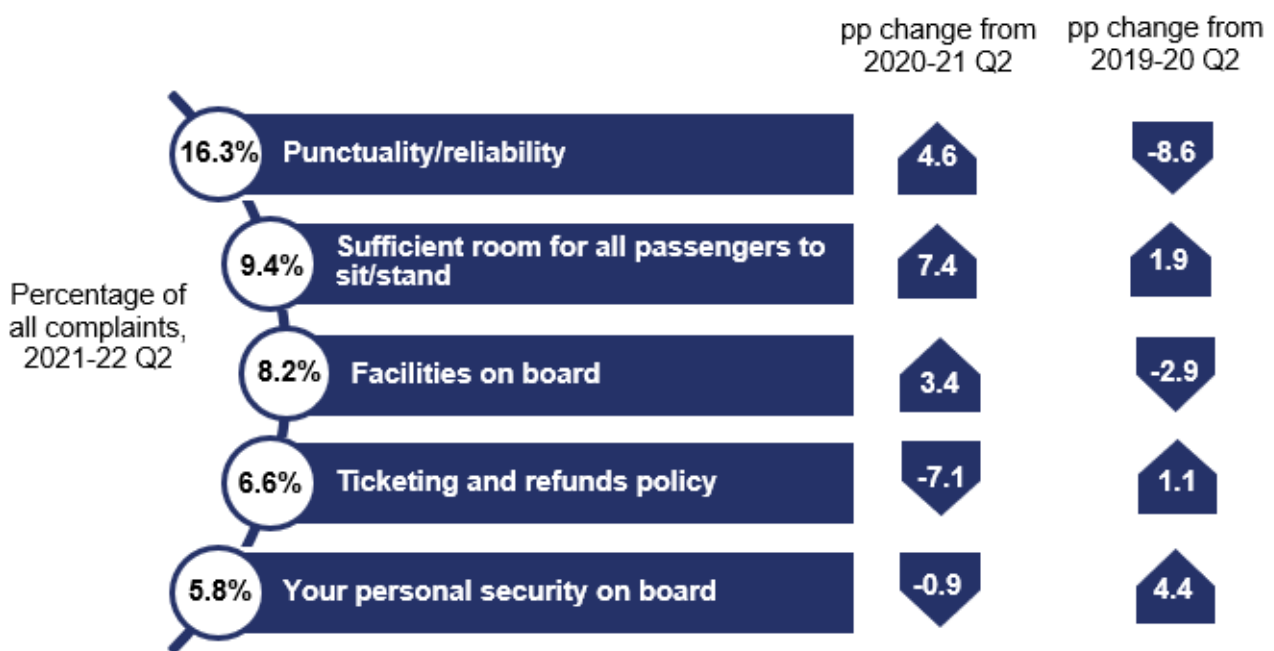 pp change from
2020-21 Q2
pp change from
2019-20 Q2
Percentage of
all complaints,
2021-22 Q2
16.3%
Punctuality/reliability
4.6
-8.6
9.4%
Sufficient room for all passengers to
sit/stand
7.4
1.9
8.2%
Facilities on board
3.4
-2.9
6.6%
Ticketing and refunds policy
-7.1
1.1
5.8%
Your personal security on board
-0.9
4.4